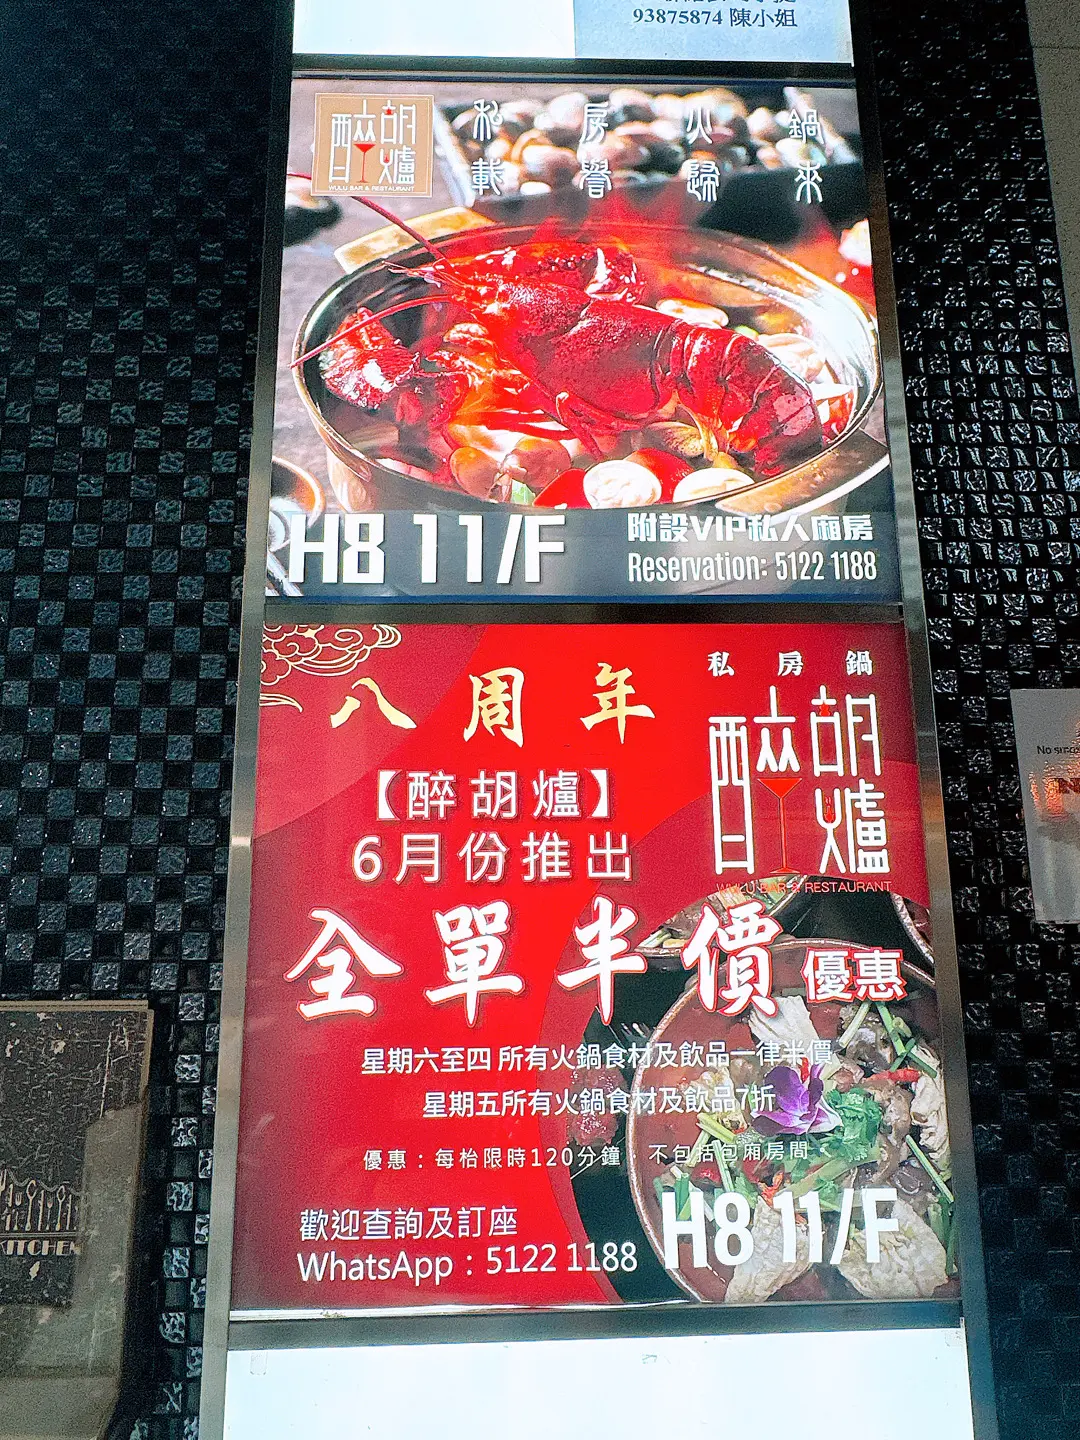 93875874 陳小姐
醉胡爐
WULU BAR & RESTAURANT
私房火鍋
載譽歸來
H8 11/F
附設VIP私人廂房
Reservation: 5122 1188
八周年
私房鍋
醉胡爐
WULU BAR & RESTAURANT
【醉胡爐】
6月份推出
全單半價優惠
星期六至四 所有火鍋食材及飲品一律半價
星期五所有火鍋食材及飲品7折
優惠：每枱限時120分鐘，不包括包廂房間
歡迎查詢及訂座
WhatsApp：5122 1188
H8 11/F
KITCHEN